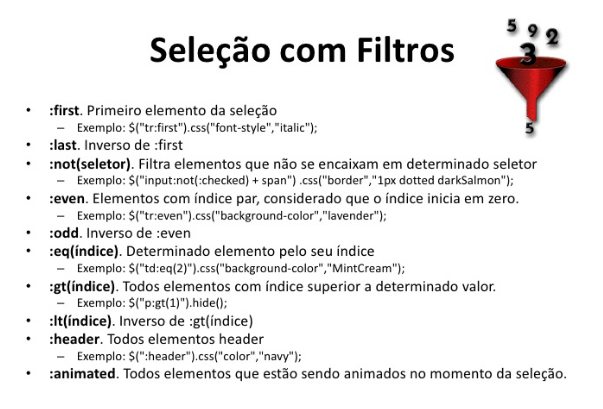 Seleção com Filtros
5 9 2
3
5
• :first. Primeiro elemento da seleção
– Exemplo: $("tr:first").css("font-style","italic");
• :last. Inverso de :first
• :not(seletor). Filtra elementos que não se encaixam em determinado seletor
– Exemplo: $("input:not(:checked) + span") .css("border","1px dotted darkSalmon");
• :even. Elementos com índice par, considerado que o índice inicia em zero.
– Exemplo: $("tr:even").css("background-color","lavender");
• :odd. Inverso de :even
• :eq(índice). Determinado elemento pelo seu índice
– Exemplo: $("td:eq(2)").css("background-color","MintCream");
• :gt(índice). Todos elementos com índice superior a determinado valor.
– Exemplo: $("p:gt(1)").hide();
• :lt(índice). Inverso de :gt(índice)
• :header. Todos elementos header
– Exemplo: $(":header").css("color","navy");
• :animated. Todos elementos que estão sendo animados no momento da seleção.